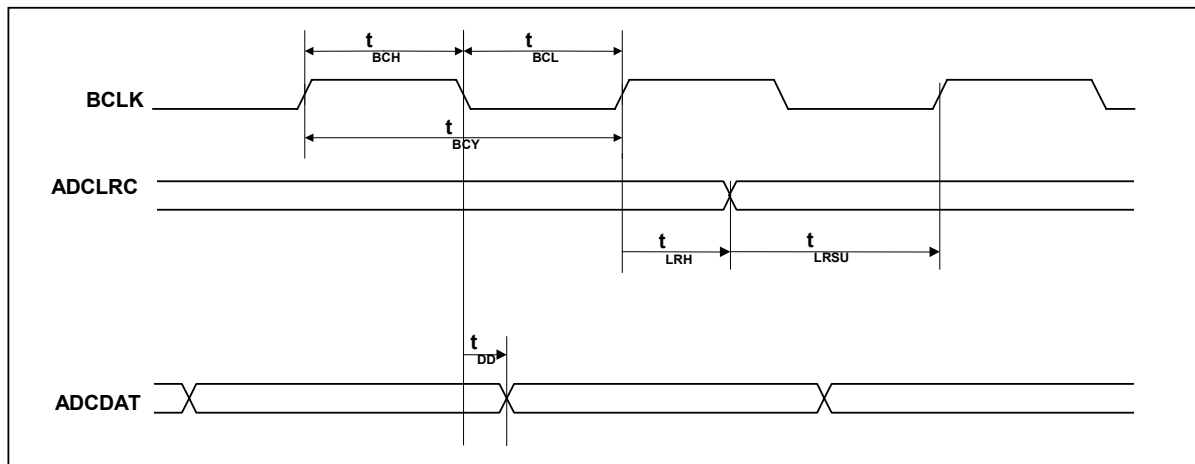 t BCH t BCL
BCLK
t BCY
ADCLRC
t LRH t LRSU
t DD
ADCDAT